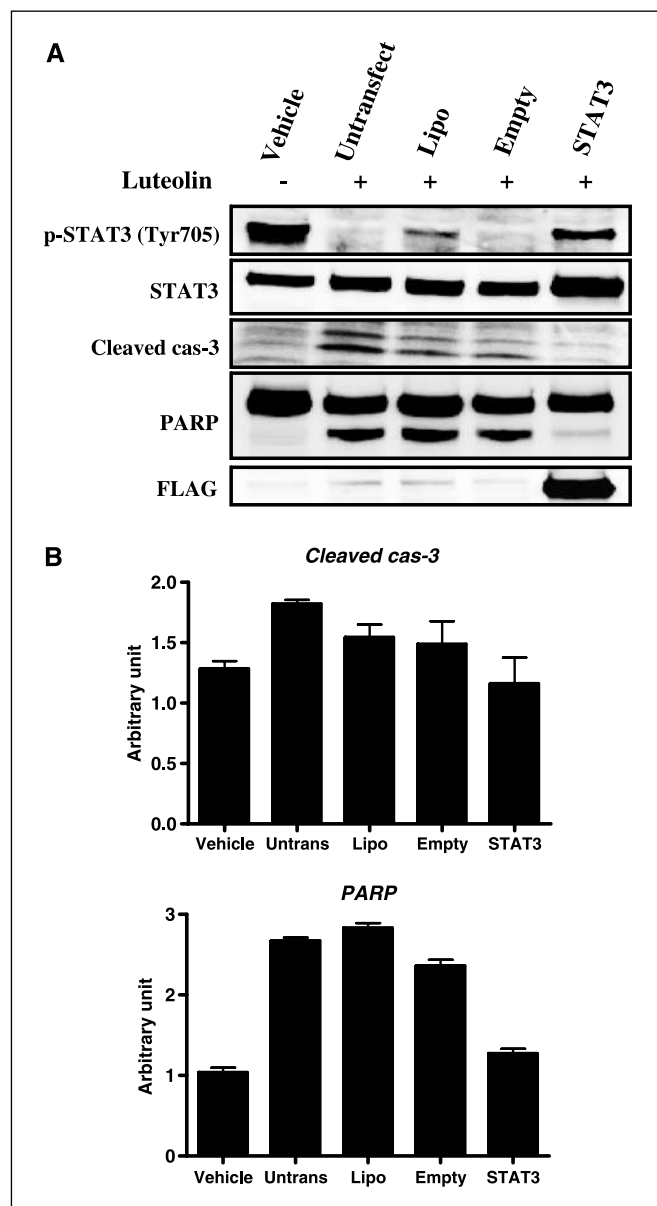 A
Vehicle Untransfect Lipo Empty STAT3
Luteolin - + + + +
p-STAT3 (Tyr705)
STAT3
Cleaved cas-3
PARP
FLAG
B
Cleaved cas-3
Arbitrary unit
2.0
1.5
1.0
0.5
0.0
Vehicle Untrans Lipo Empty STAT3
PARP
Arbitrary unit
3
2
1
0
Vehicle Untrans Lipo Empty STAT3